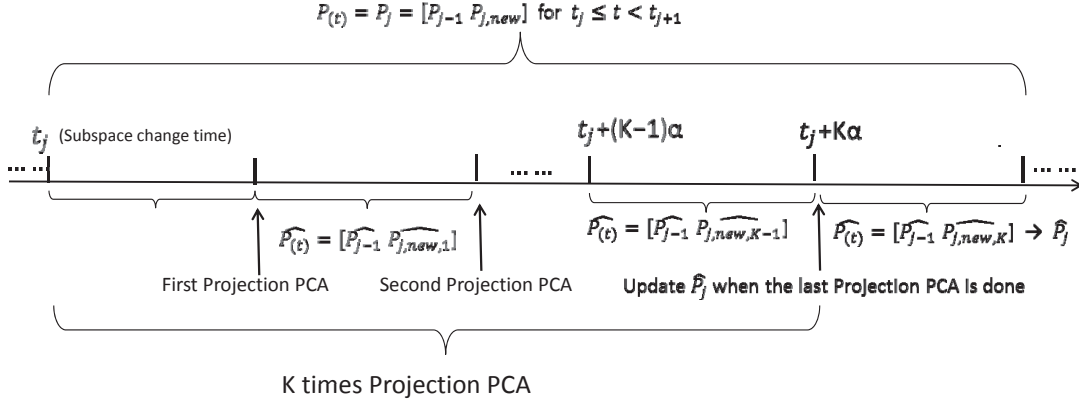 P₍ₜ₎ = Pⱼ = [Pⱼ₋₁ Pⱼ,ₙₑw] for tⱼ ≤ t < tⱼ₊₁
tⱼ (Subspace change time)
tⱼ+(K−1)α
tⱼ+Kα
...... ...... ......
P̂₍ₜ₎ = [P̂ⱼ₋₁ P̂ⱼ,ₙₑw,₁]
P̂₍ₜ₎ = [P̂ⱼ₋₁ P̂ⱼ,ₙₑw,K₋₁]
P̂₍ₜ₎ = [P̂ⱼ₋₁ P̂ⱼ,ₙₑw,K] → P̂ⱼ
First Projection PCA
Second Projection PCA
Update P̂ⱼ when the last Projection PCA is done
K times Projection PCA